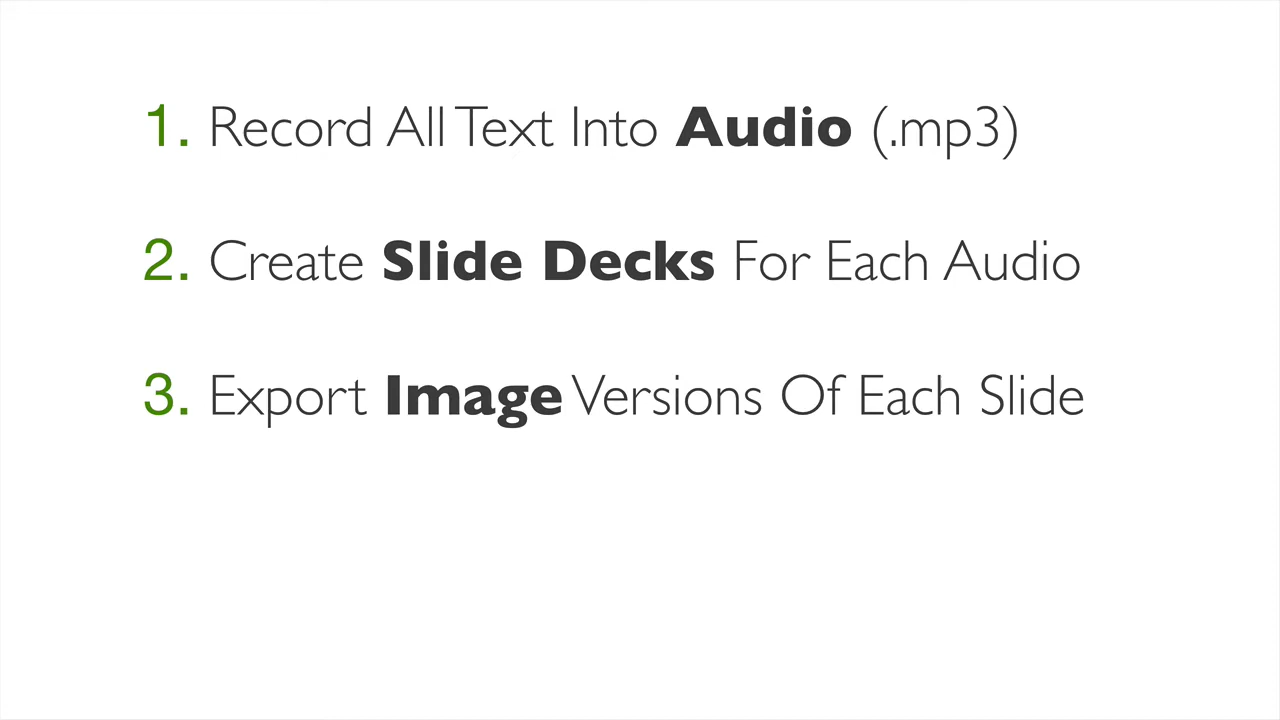 1. Record All Text Into Audio (.mp3)
2. Create Slide Decks For Each Audio
3. Export Image Versions Of Each Slide